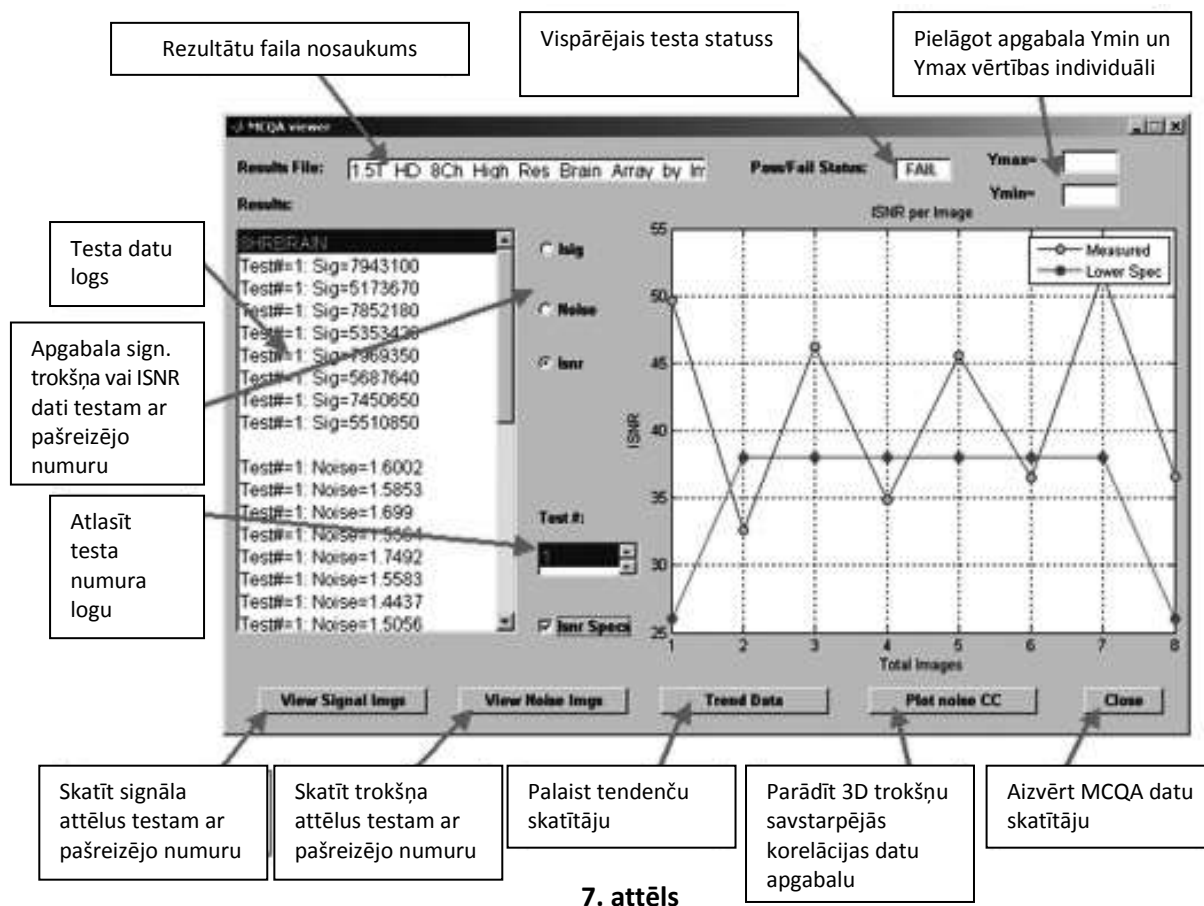 Rezultātu faila nosaukums
Vispārējais testa statuss
Pielāgot apgabala Ymin un
Ymax vērtības individuāli
MCQA viewer
Results File:
1.5T HD 8Ch High Res Brain Array by Im
Pass/Fail Status:
FAIL
Ymax=
Ymin=
Results:
Testa datu
logs
Apgabala sign.
trokšņa vai ISNR
dati testam ar
pašreizējo
numuru
Atlasīt
testa
numura
logu
Test#=1: Sig=7943100
Test#=1: Sig=5173670
Test#=1: Sig=7852180
Test#=1: Sig=7969350
Test#=1: Sig=5687640
Test#=1: Sig=7450650
Test#=1: Sig=5510850
Test#=1: Noise=1.6002
Test#=1: Noise=1.5853
Test#=1: Noise=1.699
Test#=1: Noise=1.7492
Test#=1: Noise=1.5583
Test#=1: Noise=1.4437
Test#=1: Noise=1.5056
Isig
Noise
Isnr
Test #:
1
Isnr Specs
ISNR per Image
Measured
Lower Spec
55
50
45
40
35
30
25
ISNR
1 2 3 4 5 6 7 8
Total Images
View Signal Imgs
View Noise Imgs
Trend Data
Plot noise CC
Close
Skatīt signāla
attēlus testam ar
pašreizējo numuru
Skatīt trokšņa
attēlus testam ar
pašreizējo numuru
Palaist tendenču
skatītāju
Parādīt 3D trokšņu
savstarpējās
korelācijas datu
apgabalu
Aizvērt MCQA datu
skatītāju
7. attēls